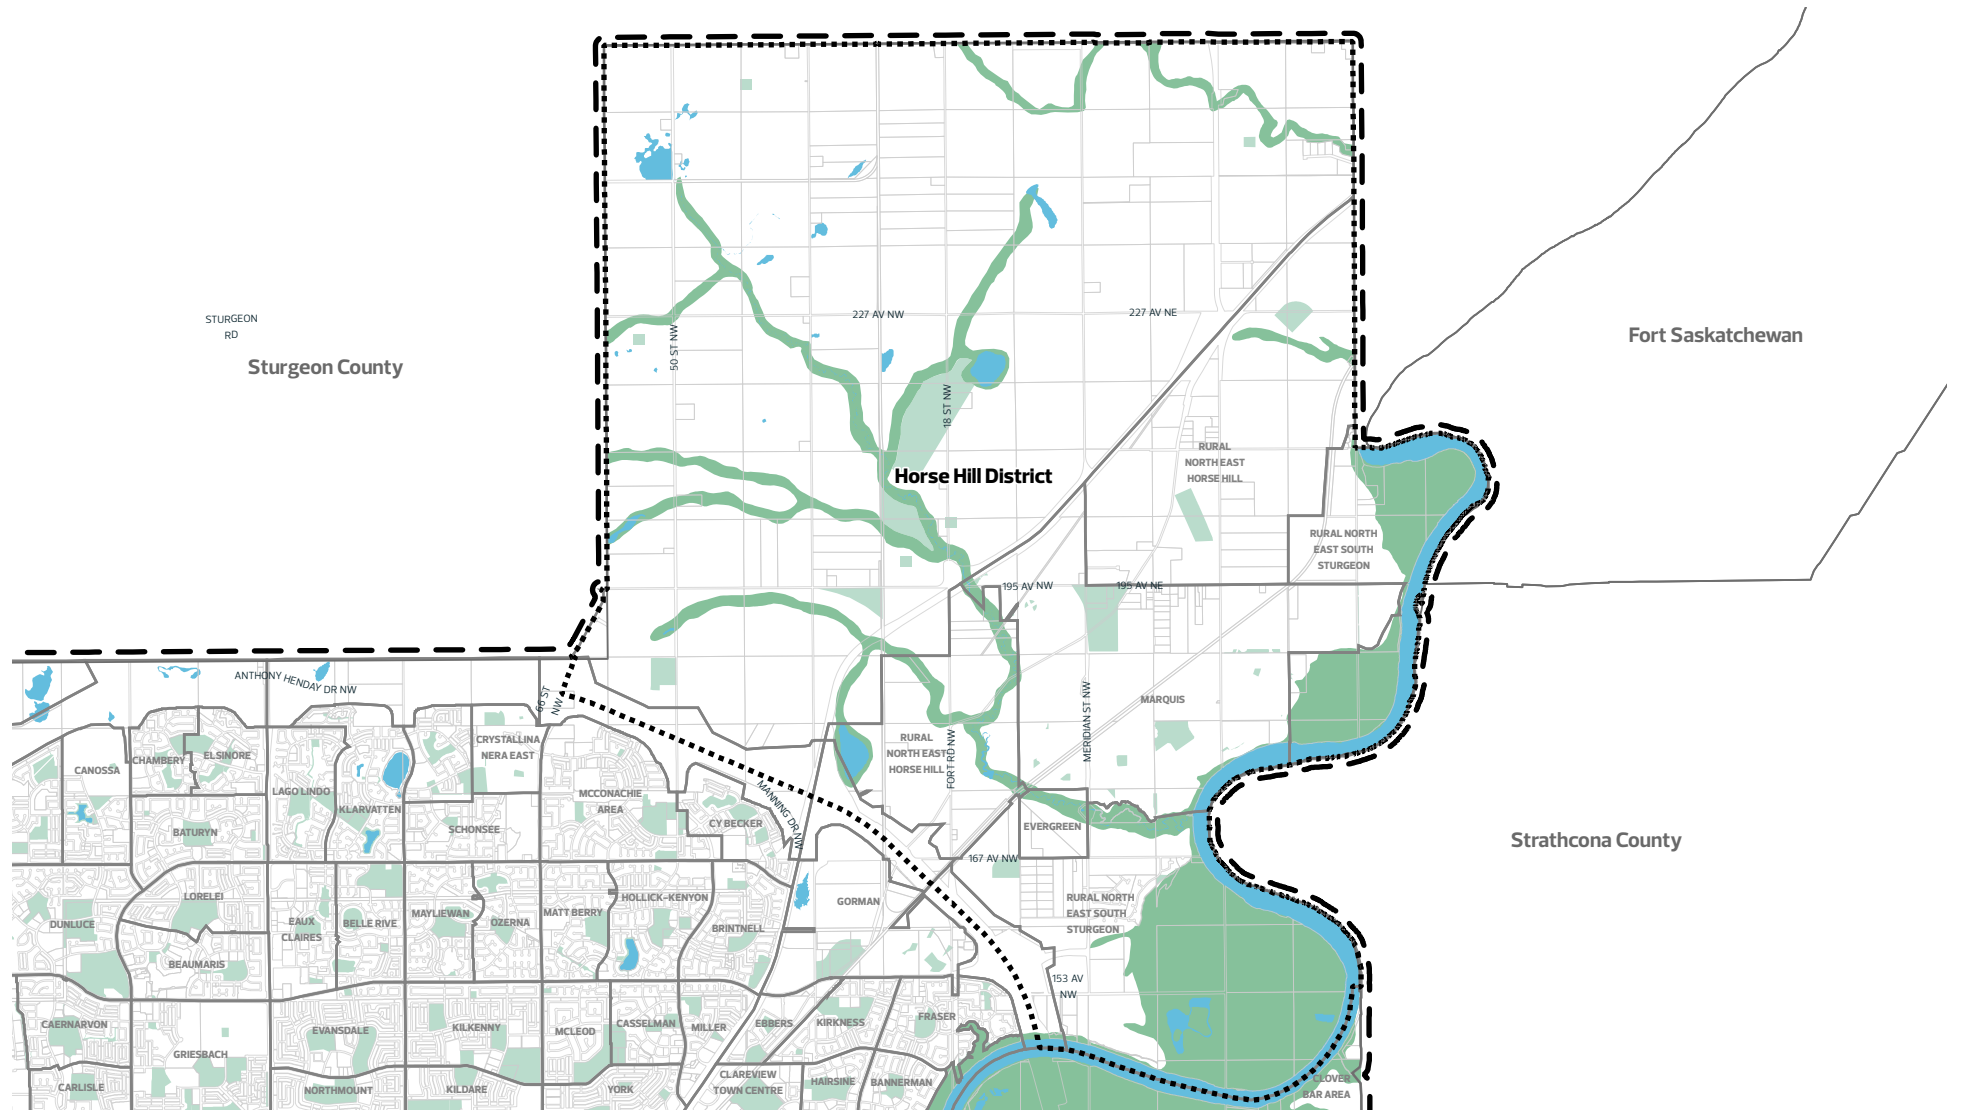 STURGEON
RD
Sturgeon County
Fort Saskatchewan
Strathcona County
227 AV NW
227 AV NE
50 ST NW
18 ST NW
Horse Hill District
RURAL
NORTH EAST
HORSE HILL
RURAL NORTH
EAST SOUTH
STURGEON
195 AV NW
195 AV NE
MARQUIS
MERIDIAN ST NW
ANTHONY HENDAY DR NW
66 ST
NW
RURAL
NORTH EAST
HORSE HILL
FORT RD NW
MANNING DR NW
CANOSSA
CHAMBERY
ELSINORE
LAGO LINDO
KLARVATTEN
CRYSTALLINA
NERA EAST
MCCONACHIE
AREA
CY BECKER
BATURYN
SCHONSEE
EVERGREEN
167 AV NW
DUNLUCE
LORELEI
EAUX
CLAIRES
BELLE RIVE
MAYLIEWAN
OZERNA
MATT BERRY
HOLLICK-KENYON
BRINTNELL
GORMAN
RURAL NORTH
EAST SOUTH
STURGEON
BEAUMARIS
153 AV
NW
CAERNARVON
GRIESBACH
EVANSDALE
KILKENNY
MCLEOD
CASSELMAN
MILLER
EBBERS
KIRKNESS
FRASER
CARLISLE
NORTHMOUNT
KILDARE
YORK
CLAREVIEW
TOWN CENTRE
HAIRSINE
BANNERMAN
CLOVER
BAR AREA